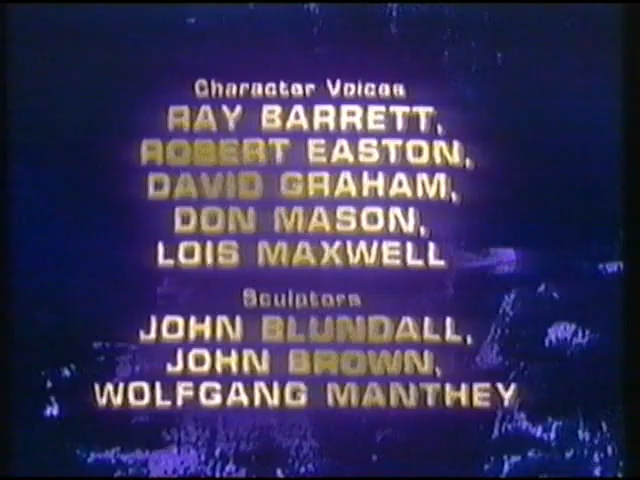 Character Voices
RAY BARRETT,
ROBERT EASTON,
DAVID GRAHAM,
DON MASON,
LOIS MAXWELL
Sculptors
JOHN BLUNDALL,
JOHN BROWN,
WOLFGANG MANTHEY